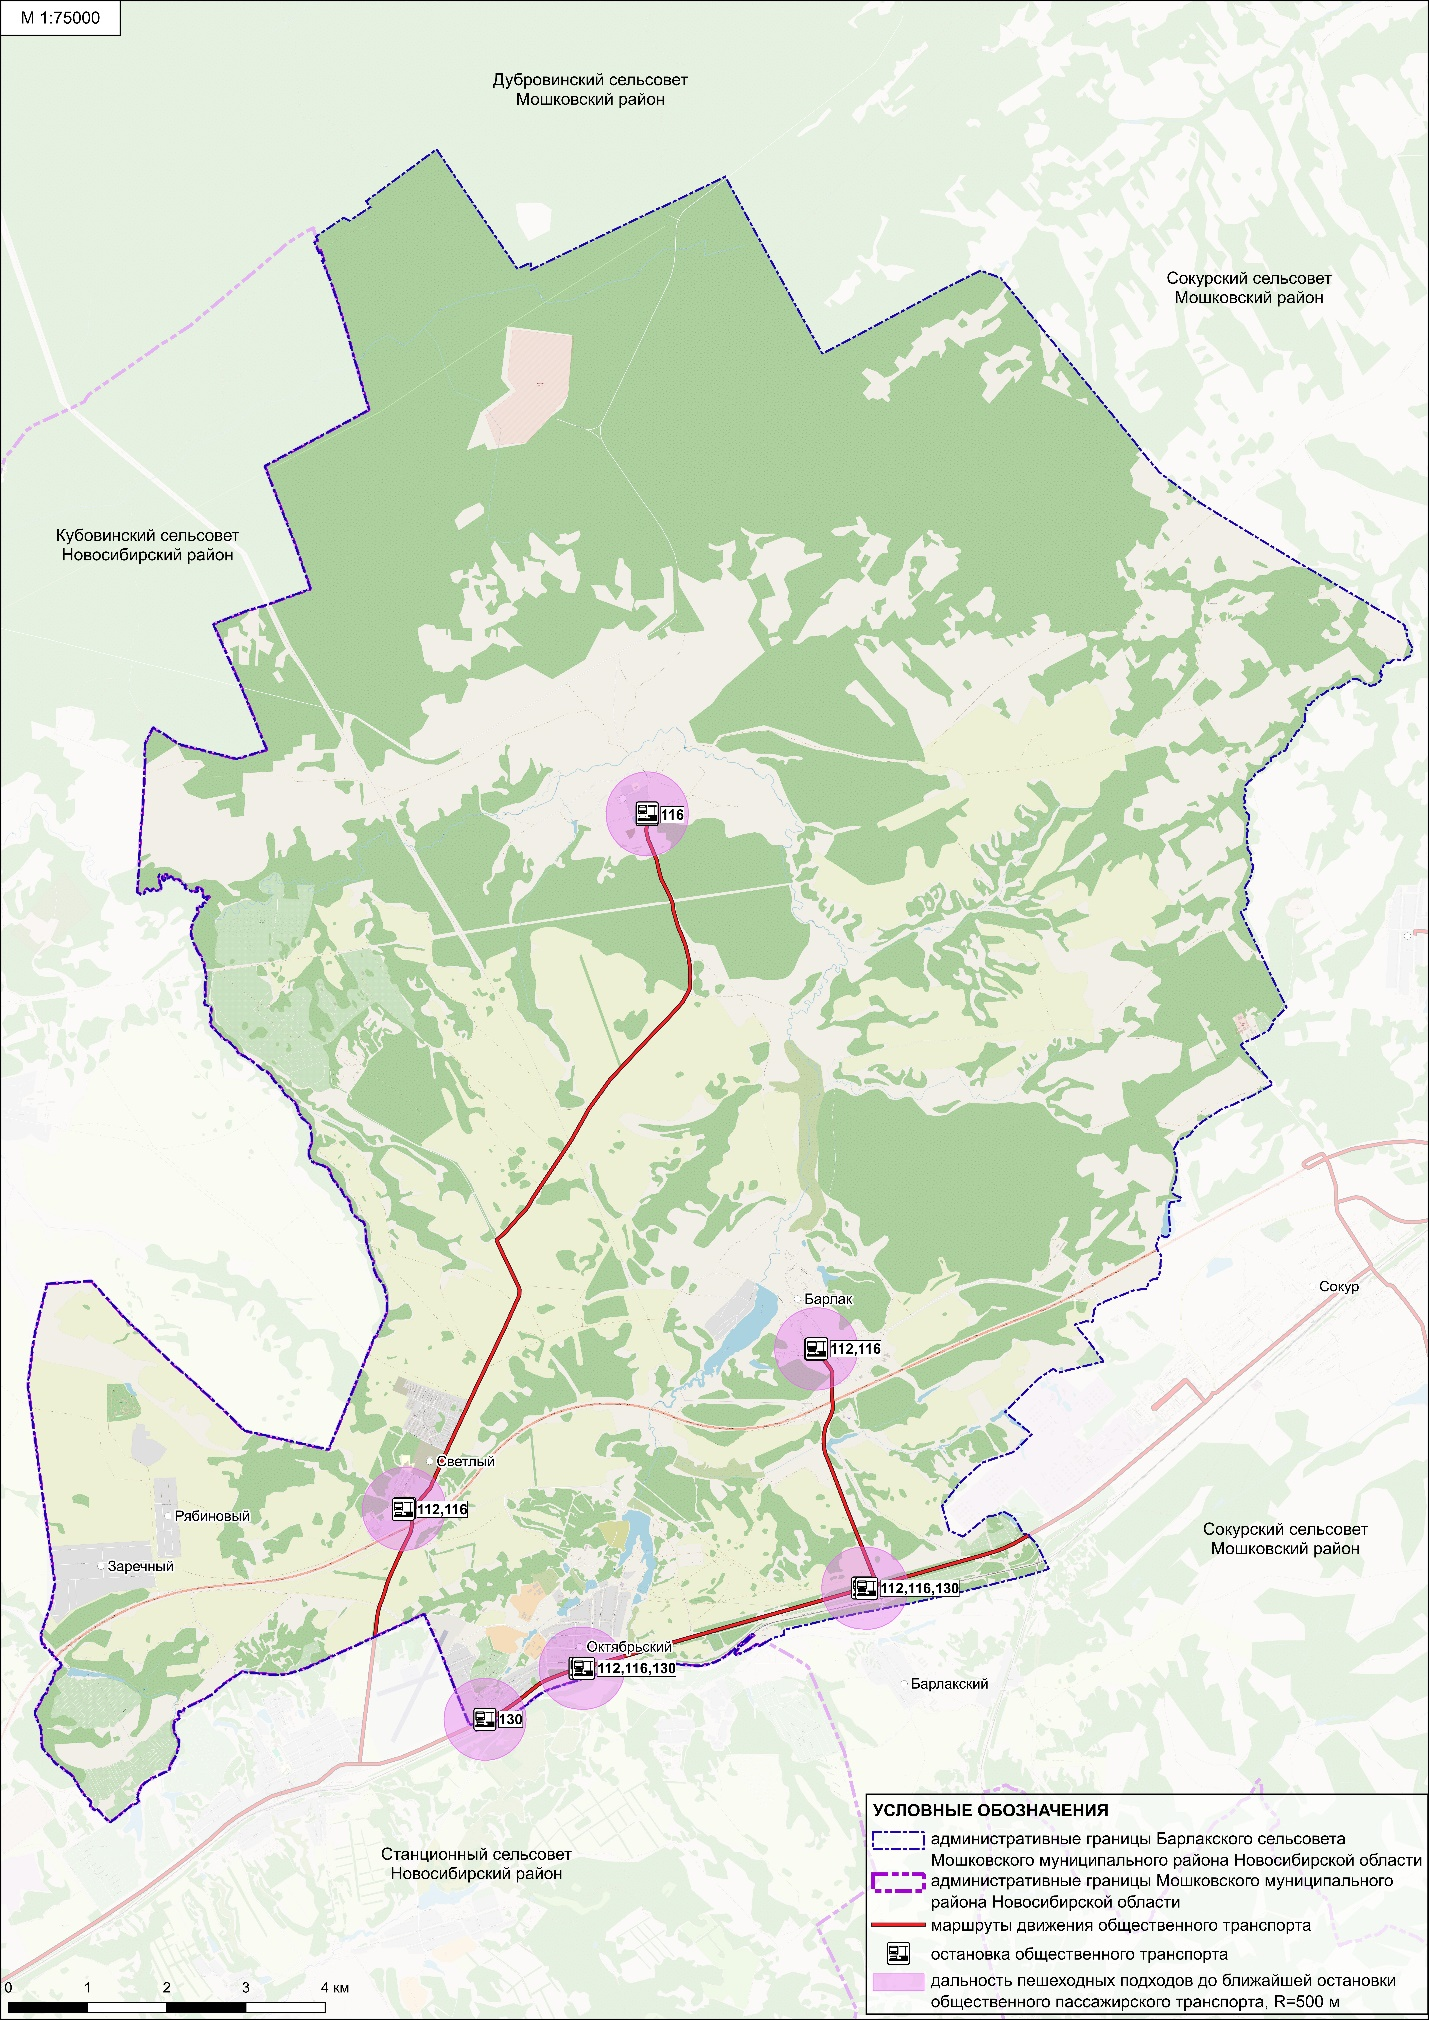 М 1:75000
Дубровинский сельсовет
Мошковский район
Сокурский сельсовет
Мошковский район
Кубовинский сельсовет
Новосибирский район
116
Сокур
Барлак
112,116
Светлый
112,116
Рябиновый
Заречный
Сокурский сельсовет
Мошковский район
112,116,130
Октябрьский
112,116,130
Барлакский
130
Станционный сельсовет
Новосибирский район
УСЛОВНЫЕ ОБОЗНАЧЕНИЯ
административные границы Барлакского сельсовета
Мошковского муниципального района Новосибирской области
административные границы Мошковского муниципального
района Новосибирской области
маршруты движения общественного транспорта
остановка общественного транспорта
дальность пешеходных подходов до ближайшей остановки
общественного пассажирского транспорта, R=500 м
0 1 2 3 4 км